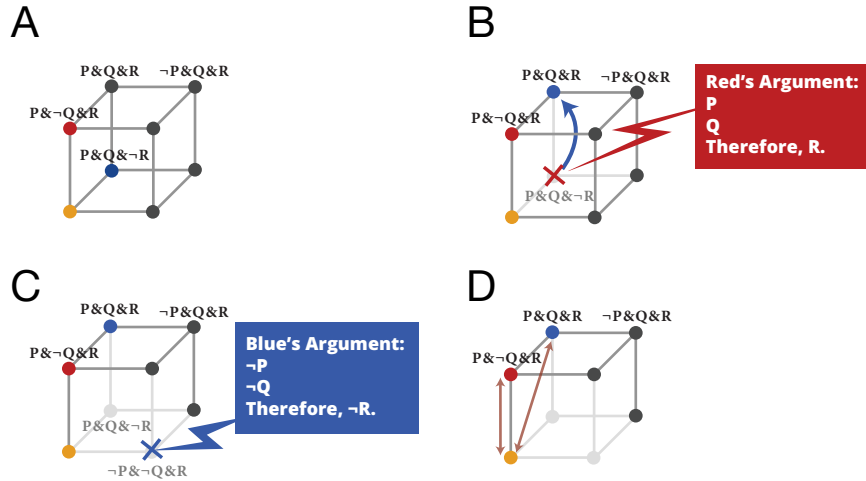 A
P&Q&R
¬P&Q&R
P&¬Q&R
P&Q&¬R
B
P&Q&R
¬P&Q&R
P&¬Q&R
P&Q&¬R
Red's Argument:
P
Q
Therefore, R.
C
P&Q&R
¬P&Q&R
P&¬Q&R
P&Q&¬R
¬P&¬Q&R
Blue's Argument:
¬P
¬Q
Therefore, ¬R.
D
P&Q&R
¬P&Q&R
P&¬Q&R